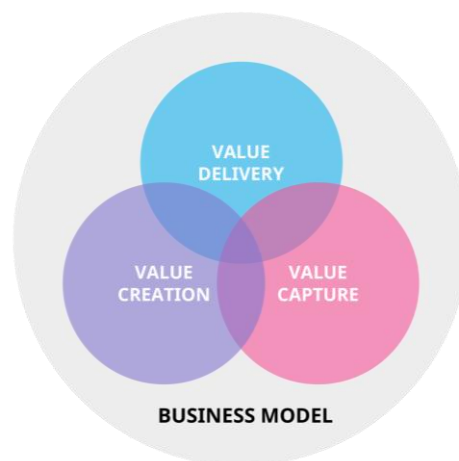 VALUE
DELIVERY
VALUE
CREATION
VALUE
CAPTURE
BUSINESS MODEL